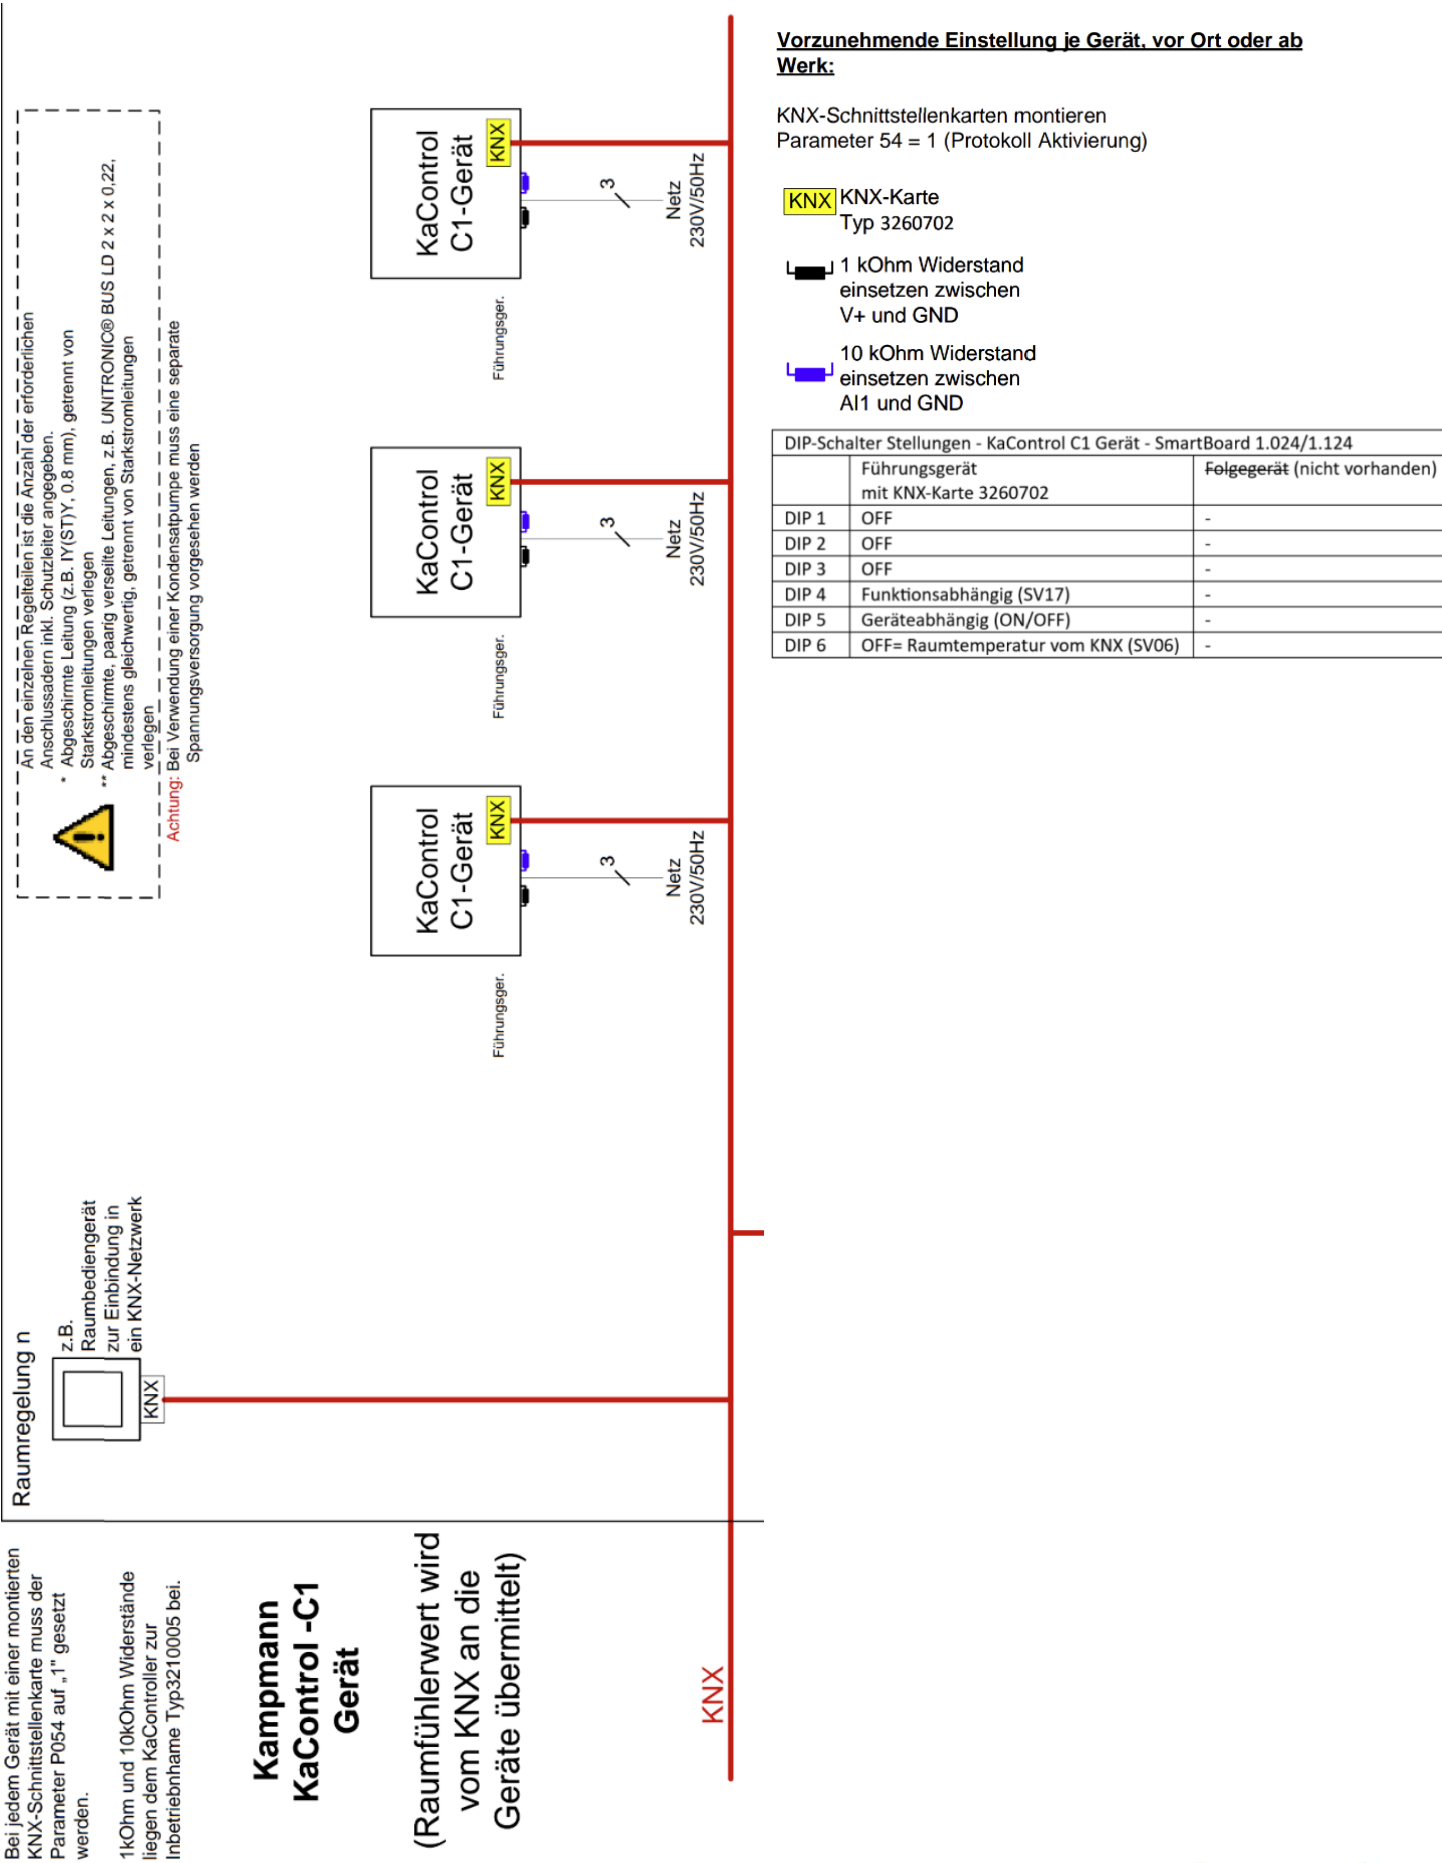 Bei jedem Gerät mit einer montierten
KNX-Schnittstellenkarte muss der
Parameter P054 auf „1" gesetzt
werden.
1kOhm und 10kOhm Widerstände
liegen dem KaController zur
Inbetriebnhame Typ3210005 bei.
Kampmann
KaControl -C1
Gerät
(Raumfühlerwert wird
vom KNX an die
Geräte übermittelt)
KNX
Raumregelung n
z.B.
Raumbediengerät
zur Einbindung in
ein KNX-Netzwerk
KNX
An den einzelnen Regelteilen ist die Anzahl der erforderlichen
Anschlussadern inkl. Schutzleiter angegeben.
* Abgeschirmte Leitung (z.B. IY(ST)Y, 0.8 mm), getrennt von
Starkstromleitungen verlegen
** Abgeschirmte, paarig verseilte Leitungen, z.B. UNITRONIC® BUS LD 2 x 2 x 0,22,
mindestens gleichwertig, getrennt von Starkstromleitungen
verlegen
Achtung: Bei Verwendung einer Kondensatpumpe muss eine separate
Spannungsversorgung vorgesehen werden
KaControl
C1-Gerät
KNX
Führungsger.
3
Netz
230V/50Hz
KaControl
C1-Gerät
KNX
Führungsger.
3
Netz
230V/50Hz
KaControl
C1-Gerät
KNX
Führungsger.
3
Netz
230V/50Hz
Vorzunehmende Einstellung je Gerät, vor Ort oder ab
Werk:
KNX-Schnittstellenkarten montieren
Parameter 54 = 1 (Protokoll Aktivierung)
KNX KNX-Karte
Typ 3260702
1 kOhm Widerstand
einsetzen zwischen
V+ und GND
10 kOhm Widerstand
einsetzen zwischen
AI1 und GND
DIP-Schalter Stellungen - KaControl C1 Gerät - SmartBoard 1.024/1.124
Führungsgerät
mit KNX-Karte 3260702
Folgegerät (nicht vorhanden)
DIP 1 OFF -
DIP 2 OFF -
DIP 3 OFF -
DIP 4 Funktionsabhängig (SV17) -
DIP 5 Geräteabhängig (ON/OFF) -
DIP 6 OFF= Raumtemperatur vom KNX (SV06) -